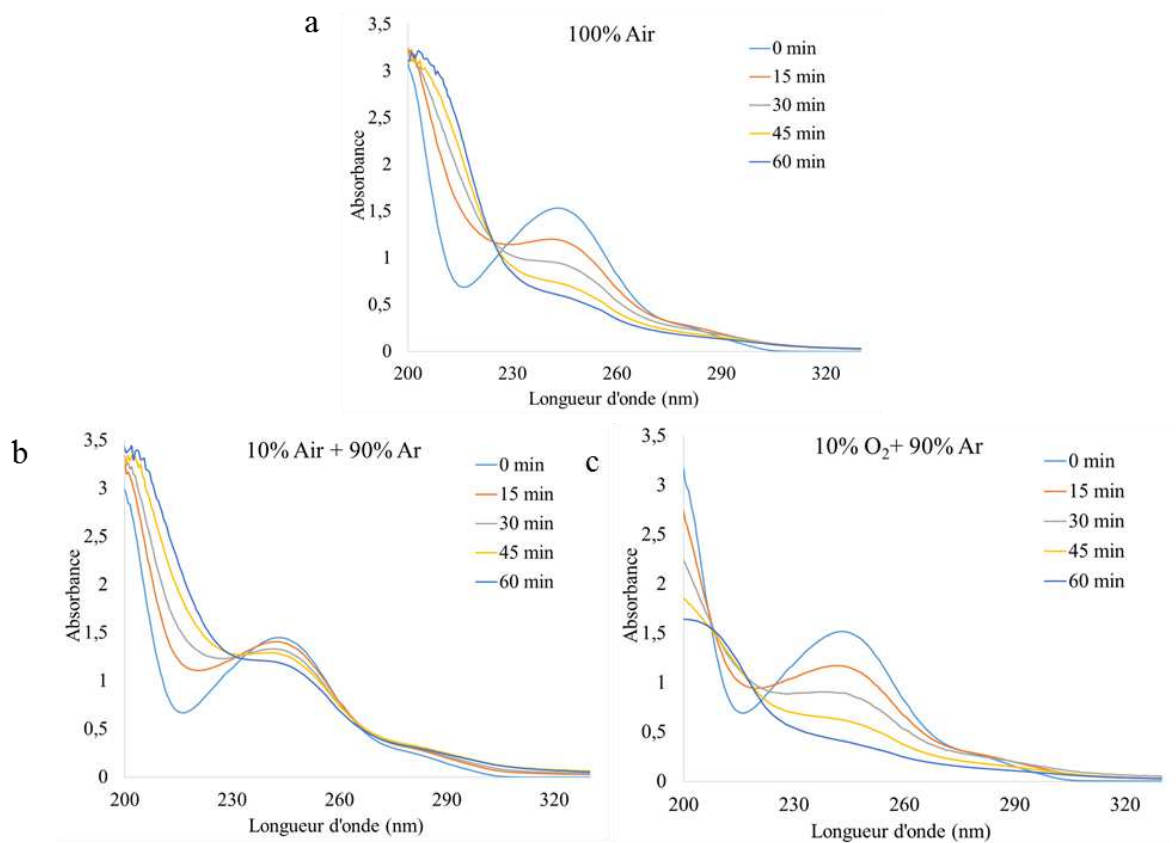 a
100% Air
0 min
15 min
30 min
45 min
60 min
3,5
3
2,5
2
1,5
1
0,5
0
Absorbance
200
230
260
290
320
Longueur d'onde (nm)
b
10% Air + 90% Ar
0 min
15 min
30 min
45 min
60 min
3,5
3
2,5
2
1,5
1
0,5
0
Absorbance
200
230
260
290
320
Longueur d'onde (nm)
c
10% O₂+ 90% Ar
0 min
15 min
30 min
45 min
60 min
3,5
3
2,5
2
1,5
1
0,5
0
Absorbance
200
230
260
290
320
Longueur d'onde (nm)